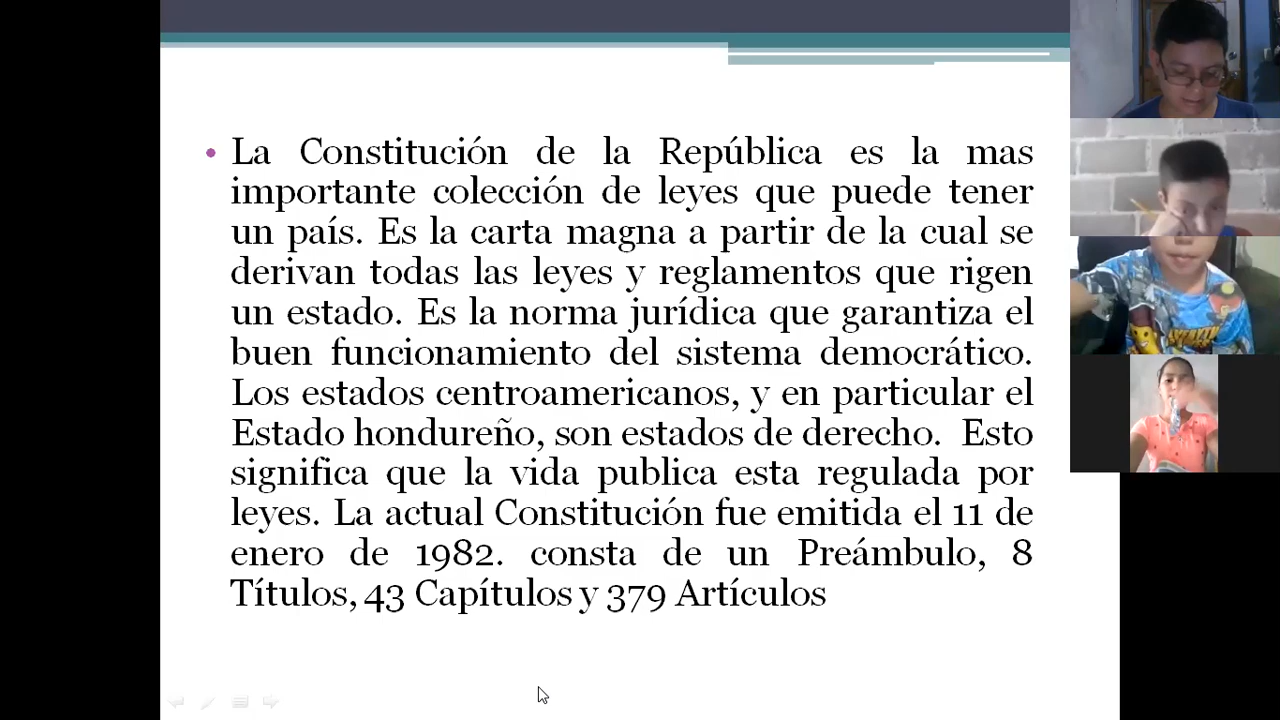 • La Constitución de la República es la mas
importante colección de leyes que puede tener
un país. Es la carta magna a partir de la cual se
derivan todas las leyes y reglamentos que rigen
un estado. Es la norma jurídica que garantiza el
buen funcionamiento del sistema democrático.
Los estados centroamericanos, y en particular el
Estado hondureño, son estados de derecho.  Esto
significa que la vida publica esta regulada por
leyes. La actual Constitución fue emitida el 11 de
enero de 1982. consta de un Preámbulo, 8
Títulos, 43 Capítulos y 379 Artículos